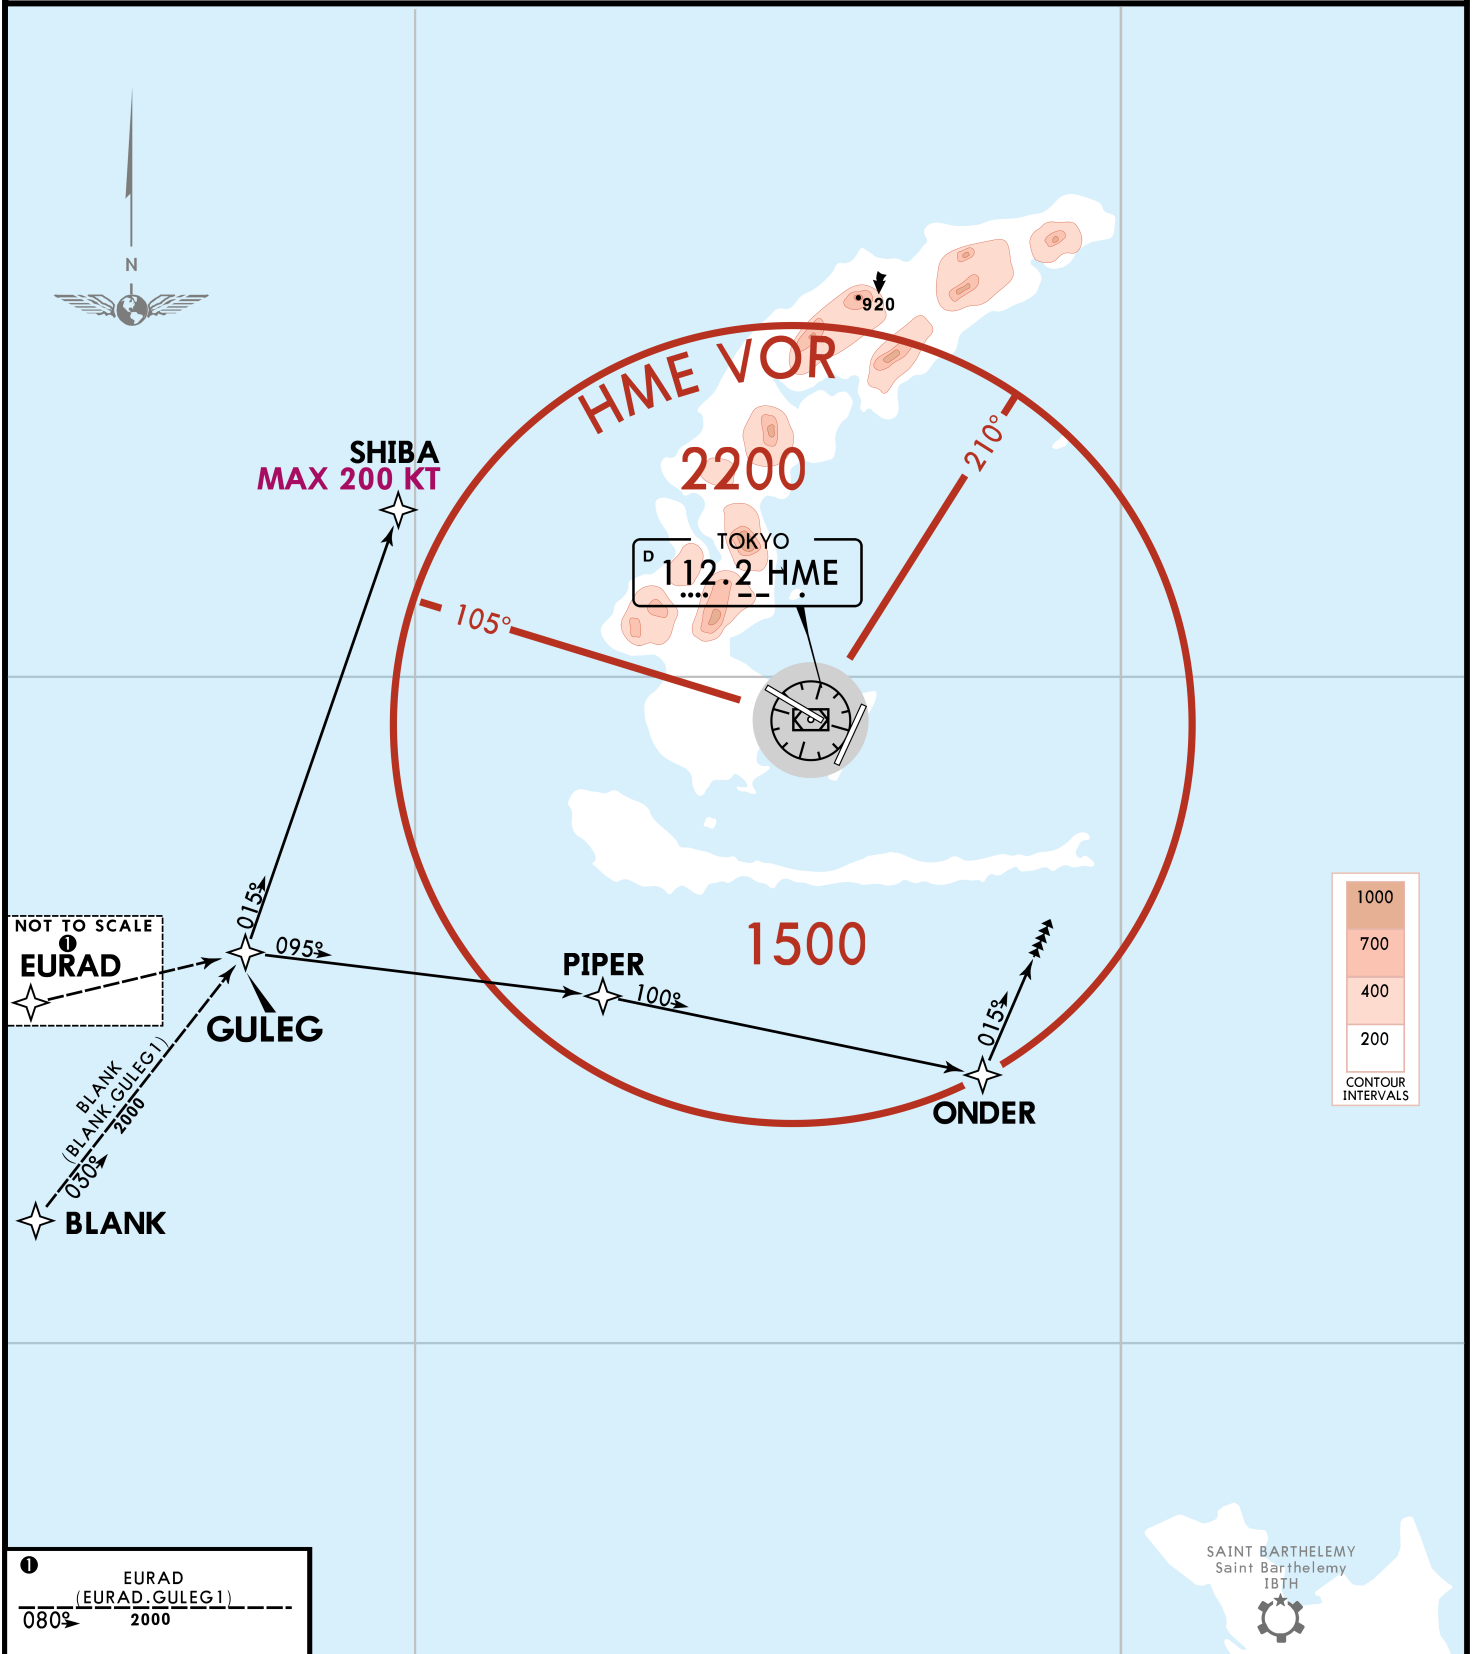 N
920
HME VOR
210°
SHIBA
MAX 200 KT
2200
TOKYO
D
112.2 HME
105°
015°
NOT TO SCALE
1
EURAD
095°
GULEG
PIPER
100°
1500
015°
ONDER
1000
700
400
200
CONTOUR
INTERVALS
BLANK
(BLANK.GULEG1)
2000
030°
BLANK
1
EURAD
(EURAD.GULEG1)
080°
2000
SAINT BARTHELEMY
Saint Barthelemy
IBTH